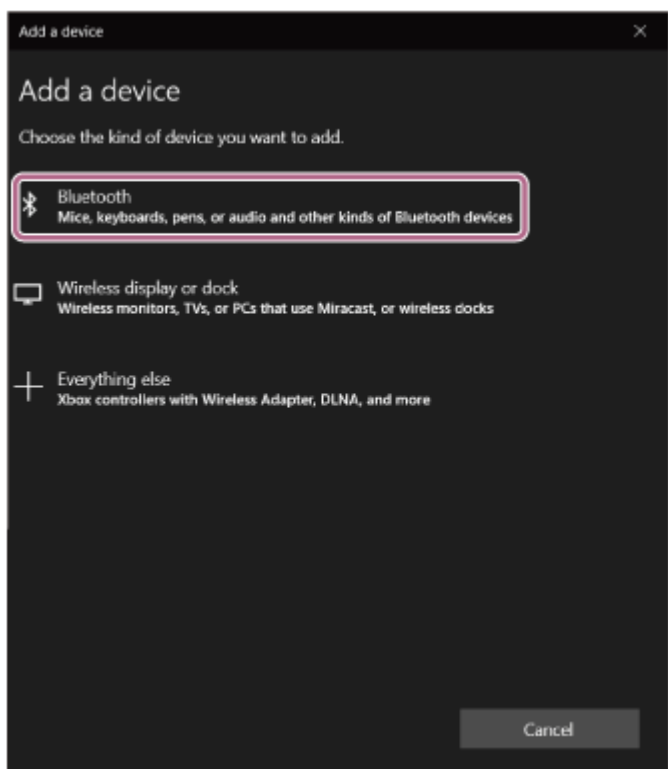 Add a device
Add a device
Choose the kind of device you want to add.
Bluetooth
Mice, keyboards, pens, or audio and other kinds of Bluetooth devices
Wireless display or dock
Wireless monitors, TVs, or PCs that use Miracast, or wireless docks
Everything else
Xbox controllers with Wireless Adapter, DLNA, and more
Cancel